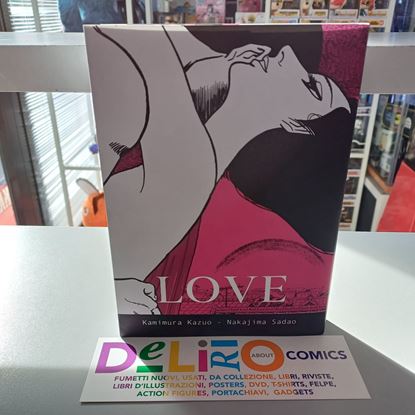 LOVE
Kamimura Kazuo - Nakajima Sadao
DeLiRiO ABOUT COMICS
FUMETTI NUOVI, USATI, DA COLLEZIONE, LIBRI, RIVISTE,
LIBRI D'ILLUSTRAZIONI, POSTERS, DVD, T-SHIRTS, FELPE,
ACTION FIGURES, PORTACHIAVI, GADGETS